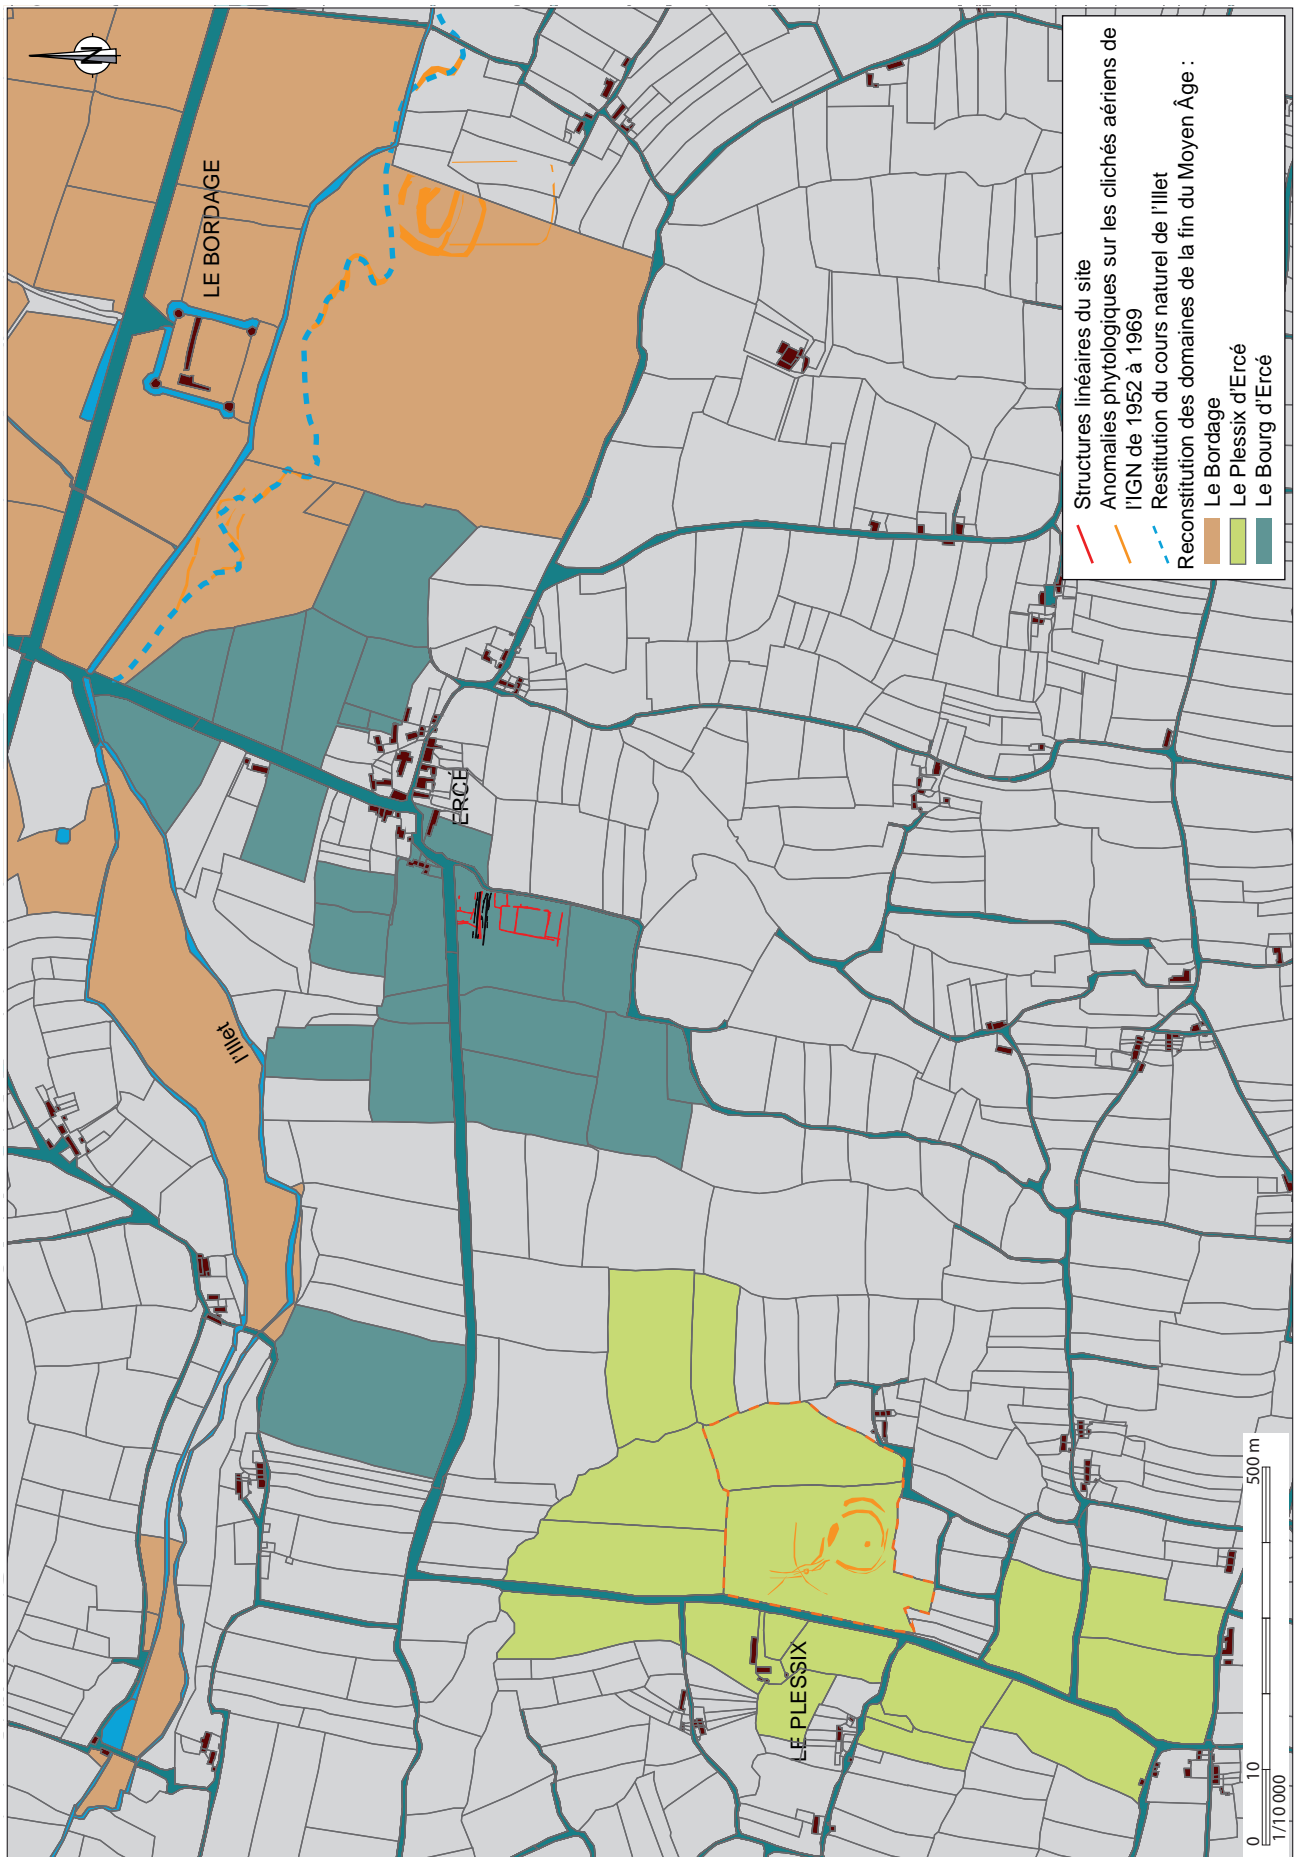 N
LE BORDAGE
ERCÉ
l'Illet
LE PLESSIX
Structures linéaires du site
Anomalies phytologiques sur les clichés aériens de
l'IGN de 1952 à 1969
Restitution du cours naturel de l'Illet
Reconstitution des domaines de la fin du Moyen Âge :
Le Bordage
Le Plessix d'Ercé
Le Bourg d'Ercé
0 10 500 m
1/10 000